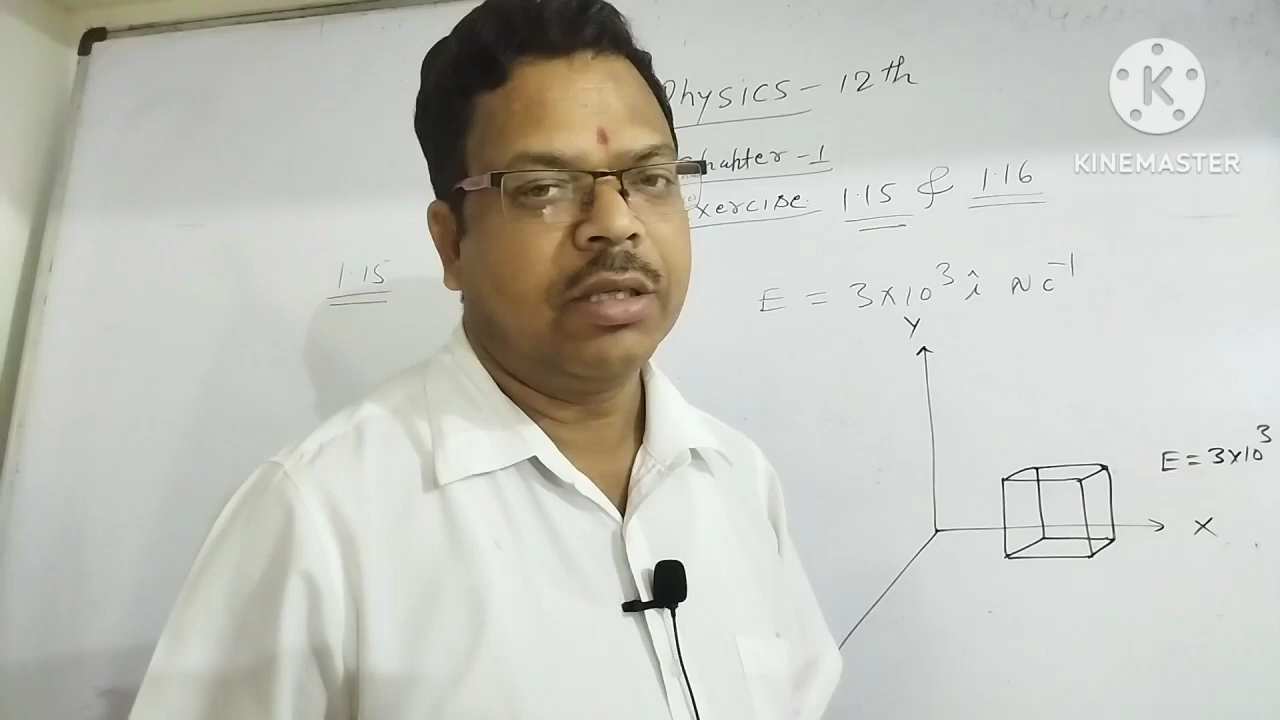 Physics - 12th
Chapter - 1
Exercise 1.15 & 1.16
1.15
E = 3×10³ î NC⁻¹
Y
E = 3×10³
X
KINEMASTER